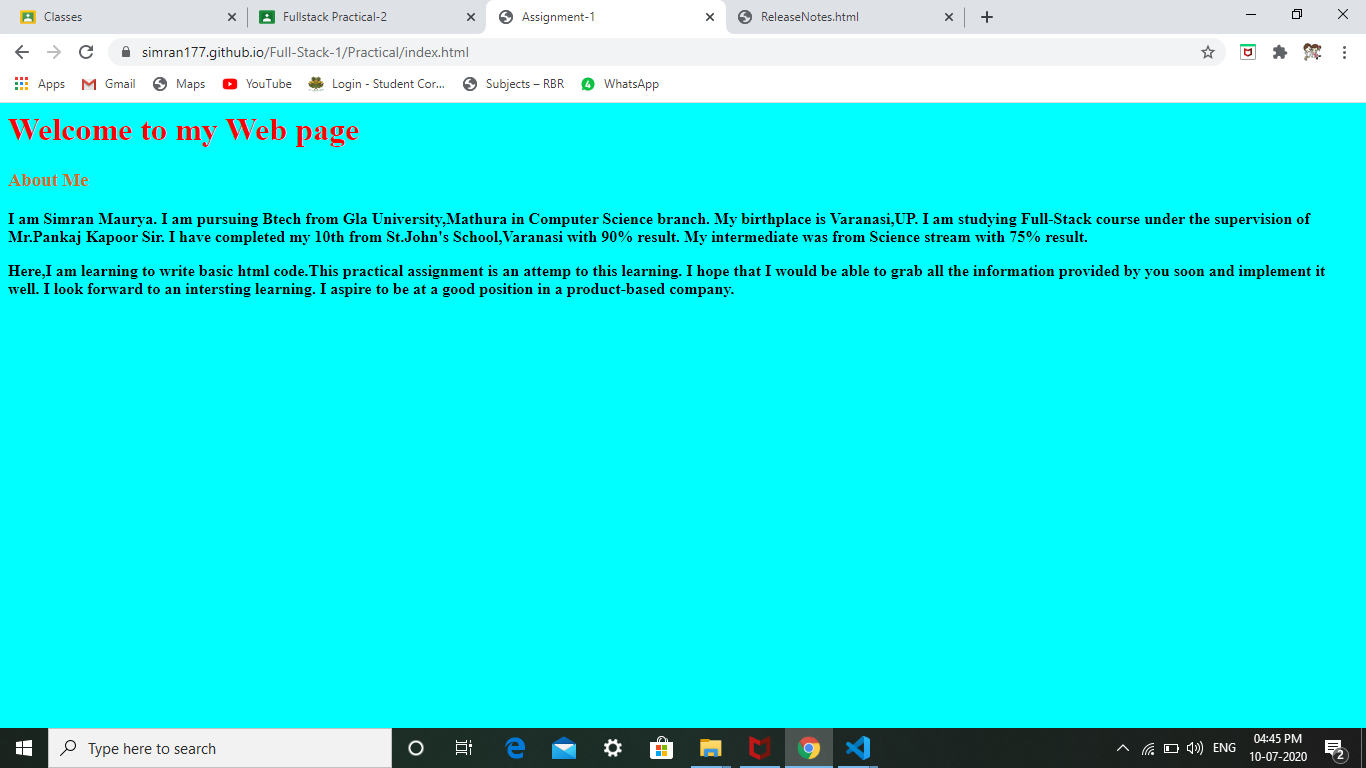 Classes
Fullstack Practical-2
Assignment-1
ReleaseNotes.html
simran177.github.io/Full-Stack-1/Practical/index.html
Apps
Gmail
Maps
YouTube
Login - Student Cor...
Subjects – RBR
4
WhatsApp
Welcome to my Web page
About Me
I am Simran Maurya. I am pursuing Btech from Gla University,Mathura in Computer Science branch. My birthplace is Varanasi,UP. I am studying Full-Stack course under the supervision of
Mr.Pankaj Kapoor Sir. I have completed my 10th from St.John's School,Varanasi with 90% result. My intermediate was from Science stream with 75% result.
Here,I am learning to write basic html code.This practical assignment is an attemp to this learning. I hope that I would be able to grab all the information provided by you soon and implement it
well. I look forward to an intersting learning. I aspire to be at a good position in a product-based company.
Type here to search
ENG
04:45 PM
10-07-2020
2